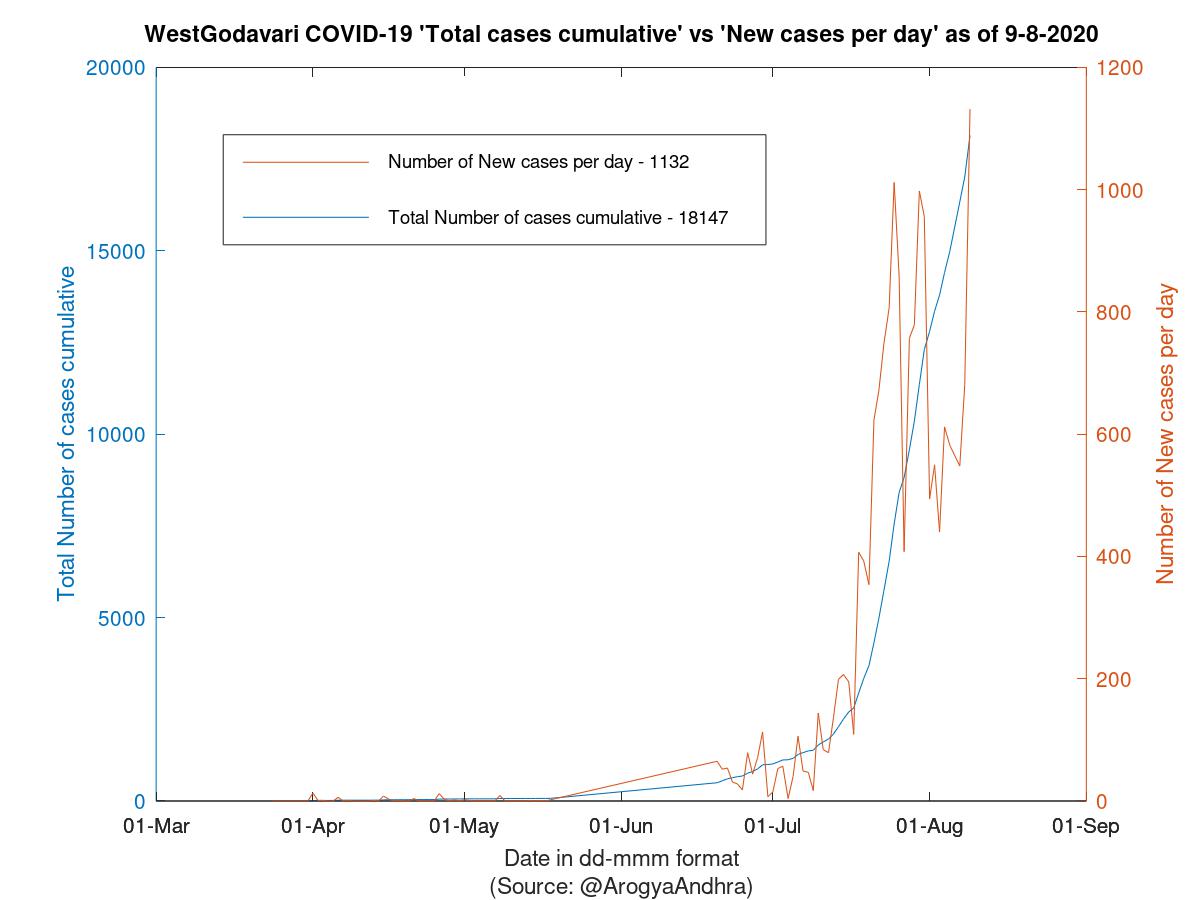 WestGodavari COVID-19 'Total cases cumulative' vs 'New cases per day' as of 9-8-2020
20000
15000
10000
5000
0
Total Number of cases cumulative
Number of New cases per day - 1132
Total Number of cases cumulative - 18147
1200
1000
800
600
400
200
0
Number of New cases per day
01-Mar 01-Apr 01-May 01-Jun 01-Jul 01-Aug 01-Sep
Date in dd-mmm format
(Source: @ArogyaAndhra)